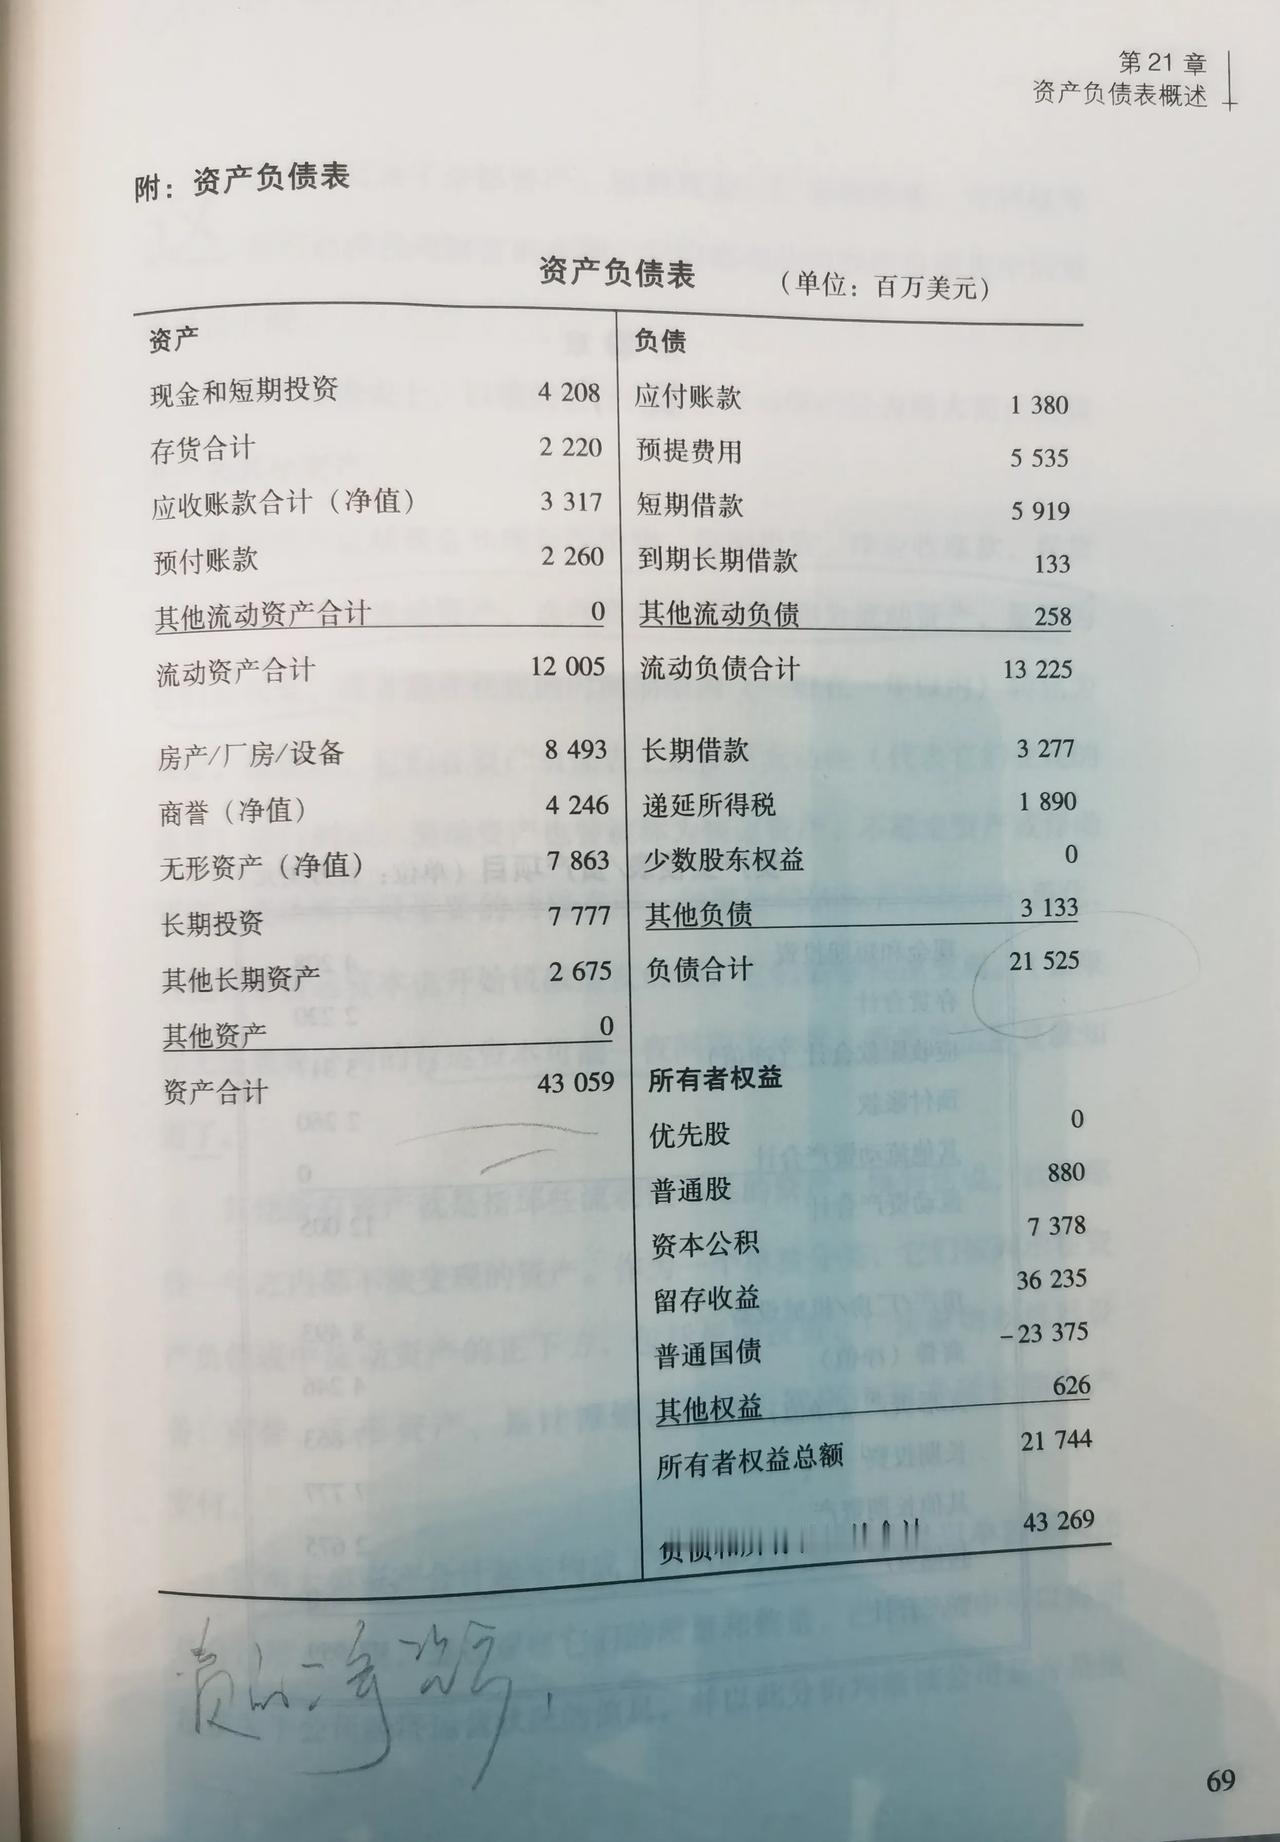 第 21 章
资产负债表概述
附：资产负债表
资产负债表 （单位：百万美元）
资产
现金和短期投资 4 208
存货合计 2 220
应收账款合计（净值） 3 317
预付账款 2 260
其他流动资产合计 0
流动资产合计 12 005
房产/厂房/设备 8 493
商誉（净值） 4 246
无形资产（净值） 7 863
长期投资 7 777
其他长期资产 2 675
其他资产 0
资产合计 43 059
负债
应付账款 1 380
预提费用 5 535
短期借款 5 919
到期长期借款 133
其他流动负债 258
流动负债合计 13 225
长期借款 3 277
递延所得税 1 890
少数股东权益 0
其他负债 3 133
负债合计 21 525
所有者权益
优先股 0
普通股 880
资本公积 7 378
留存收益 36 235
普通国债 -23 375
其他权益 626
所有者权益总额 21 744
43 269
69